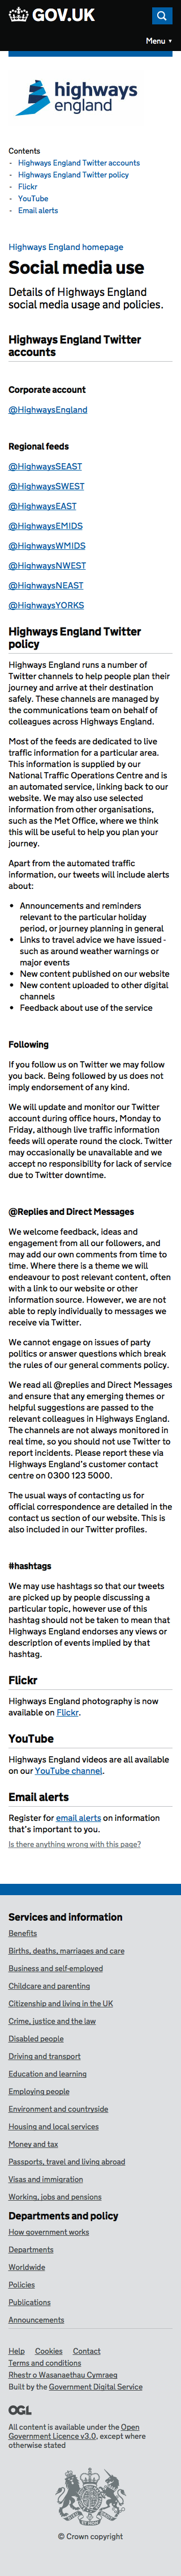 GOV.UK
Menu ▼
highways
england
Contents
- Highways England Twitter accounts
- Highways England Twitter policy
- Flickr
- YouTube
- Email alerts
Highways England homepage
Social media use
Details of Highways England
social media usage and policies.
Highways England Twitter
accounts
Corporate account
@HighwaysEngland
Regional feeds
@HighwaysSEAST
@HighwaysSWEST
@HighwaysEAST
@HighwaysEMIDS
@HighwaysWMIDS
@HighwaysNWEST
@HighwaysNEAST
@HighwaysYORKS
Highways England Twitter
policy
Highways England runs a number of
Twitter channels to help people plan their
journey and arrive at their destination
safely. These channels are managed by
the communications team on behalf of
colleagues across Highways England.
Most of the feeds are dedicated to live
traffic information for a particular area.
This information is supplied by our
National Traffic Operations Centre and is
an automated service, linking back to our
website. We may also use selected
information from other organisations,
such as the Met Office, where we think
this will be useful to help you plan your
journey.
Apart from the automated traffic
information, our tweets will include alerts
about:
• Announcements and reminders
relevant to the particular holiday
period, or journey planning in general
• Links to travel advice we have issued -
such as around weather warnings or
major events
• New content published on our website
• New content uploaded to other digital
channels
• Feedback about use of the service
Following
If you follow us on Twitter we may follow
you back. Being followed by us does not
imply endorsement of any kind.
We will update and monitor our Twitter
account during office hours, Monday to
Friday, although live traffic information
feeds will operate round the clock. Twitter
may occasionally be unavailable and we
accept no responsibility for lack of service
due to Twitter downtime.
@Replies and Direct Messages
We welcome feedback, ideas and
engagement from all our followers, and
may add our own comments from time to
time. Where there is a theme we will
endeavour to post relevant content, often
with a link to our website or other
information source. However, we are not
able to reply individually to messages we
receive via Twitter.
We cannot engage on issues of party
politics or answer questions which break
the rules of our general comments policy.
We read all @replies and Direct Messages
and ensure that any emerging themes or
helpful suggestions are passed to the
relevant colleagues in Highways England.
The channels are not always monitored in
real time, so you should not use Twitter to
report incidents. Please report these via
Highways England's customer contact
centre on 0300 123 5000.
The usual ways of contacting us for
official correspondence are detailed in the
contact us section of our website. This is
also included in our Twitter profiles.
#hashtags
We may use hashtags so that our tweets
are picked up by people discussing a
particular topic, however use of this
hashtag should not be taken to mean that
Highways England endorses any views or
description of events implied by that
hashtag.
Flickr
Highways England photography is now
available on Flickr.
YouTube
Highways England videos are all available
on our YouTube channel.
Email alerts
Register for email alerts on information
that's important to you.
Is there anything wrong with this page?
Services and information
Benefits
Births, deaths, marriages and care
Business and self-employed
Childcare and parenting
Citizenship and living in the UK
Crime, justice and the law
Disabled people
Driving and transport
Education and learning
Employing people
Environment and countryside
Housing and local services
Money and tax
Passports, travel and living abroad
Visas and immigration
Working, jobs and pensions
Departments and policy
How government works
Departments
Worldwide
Policies
Publications
Announcements
Help Cookies Contact
Terms and conditions
Rhestr o Wasanaethau Cymraeg
Built by the Government Digital Service
OGL
All content is available under the Open
Government Licence v3.0, except where
otherwise stated
© Crown copyright